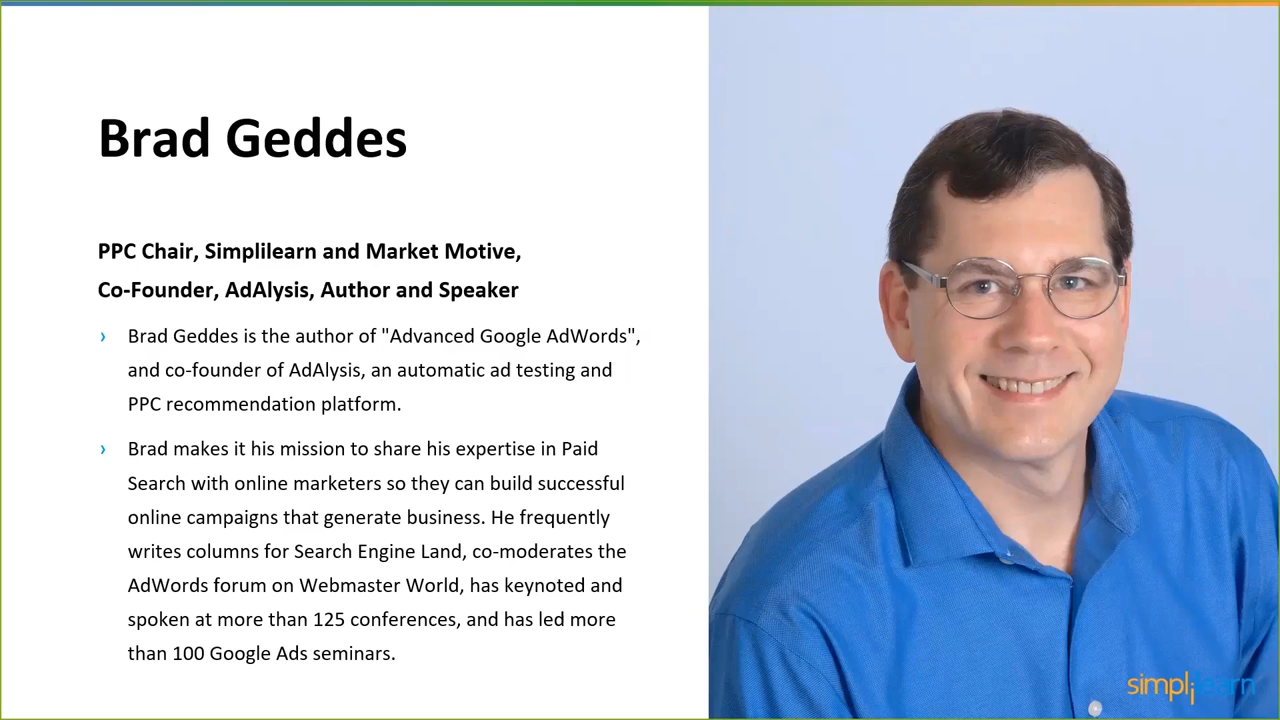 Brad Geddes
PPC Chair, Simplilearn and Market Motive,
Co-Founder, AdAlysis, Author and Speaker
› Brad Geddes is the author of "Advanced Google AdWords",
and co-founder of AdAlysis, an automatic ad testing and
PPC recommendation platform.
› Brad makes it his mission to share his expertise in Paid
Search with online marketers so they can build successful
online campaigns that generate business. He frequently
writes columns for Search Engine Land, co-moderates the
AdWords forum on Webmaster World, has keynoted and
spoken at more than 125 conferences, and has led more
than 100 Google Ads seminars.
simplilearn